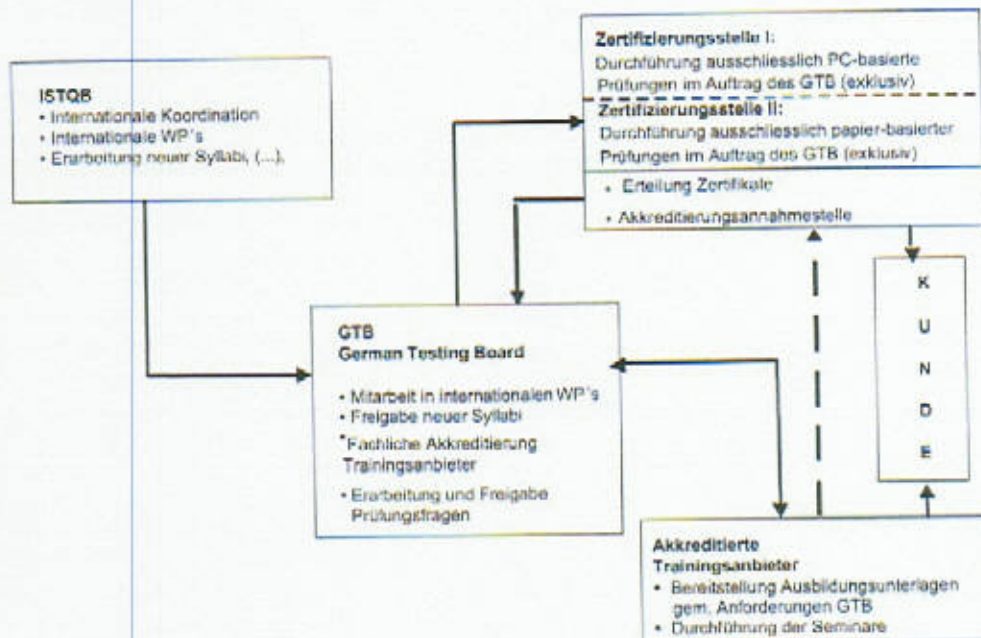 ISTQB
• Internationale Koordination
• Internationale WP's
• Erarbeitung neuer Syllabi, (...),
Zertifizierungsstelle I:
Durchführung ausschliesslich PC-basierte
Prüfungen im Auftrag des GTB (exklusiv)
Zertifizierungsstelle II:
Durchführung ausschliesslich papier-basierter
Prüfungen im Auftrag des GTB (exklusiv)
• Erteilung Zertifikate
• Akkreditierungsannahmestelle
GTB
German Testing Board
• Mitarbeit in internationalen WP's
• Freigabe neuer Syllabi
• Fachliche Akkreditierung
Trainingsanbieter
• Erarbeitung und Freigabe
Prüfungsfragen
K
U
N
D
E
Akkreditierte
Trainingsanbieter
• Bereitstellung Ausbildungsunterlagen
gem. Anforderungen GTB
• Durchführung der Seminare